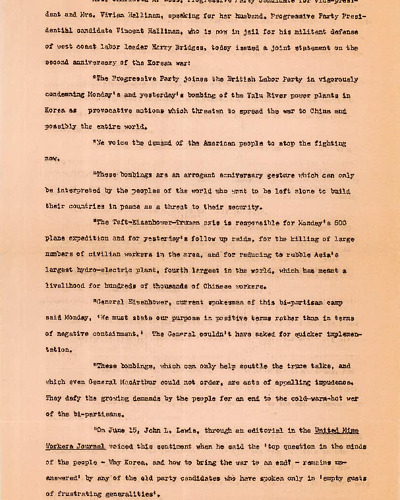 Mrs. Charlotta A. Bass, Progressive Party candidate for vice-presi-
dent and Mrs. Vivian Hallinan, speaking for her husband, Progressive Party Presi-
dential candidate Vincent Hallinan, who is now in jail for his militant defense
of west coast labor leader Harry Bridges, today issued a joint statement on the
second anniversary of the Korean war:
"The Progressive Party joins the British Labor Party in vigorously
condemning Monday's and yesterday's bombing of the Yalu River power plants in
Korea as provocative actions which threaten to spread the war to China and
possibly the entire world.
"We voice the demand of the American people to stop the fighting
now.
"These bombings are an arrogant anniversary gesture which can only
be interpreted by the peoples of the world who want to be left alone to build
their countries in peace as a threat to their security.
"The Taft-Eisenhower-Truman axis is responsible for Monday's 500
plane expedition and for yesterday's follow up raids, for the killing of large
numbers of civilian workers in the area, and for reducing to rubble Asia's
largest hydro-electric plant, fourth largest in the world, which has meant a
livelihood for hundreds of thousands of Chinese workers.
"General Eisenhower, current spokesman of this bi-partisan camp
said Monday, 'We must state our purpose in positive terms rather than in terms
of negative containment.' The General couldn't have asked for quicker implemen-
tation.
"These bombings, which can only help scuttle the truce talks, and
which even General MacArthur could not order, are acts of appalling impudence.
They defy the growing demands by the people for an end to the cold-warm-hot war
of the bi-partisans.
"On June 15, John L. Lewis, through an editorial in the United Mine
Workers Journal voiced this sentiment when he said the 'top question in the minds
of the people - Why Korea, and how to bring the war to an end? - remains un-
answered' by any of the old party candidates who have spoken only in 'empty gusts
of frustrating generalities'.